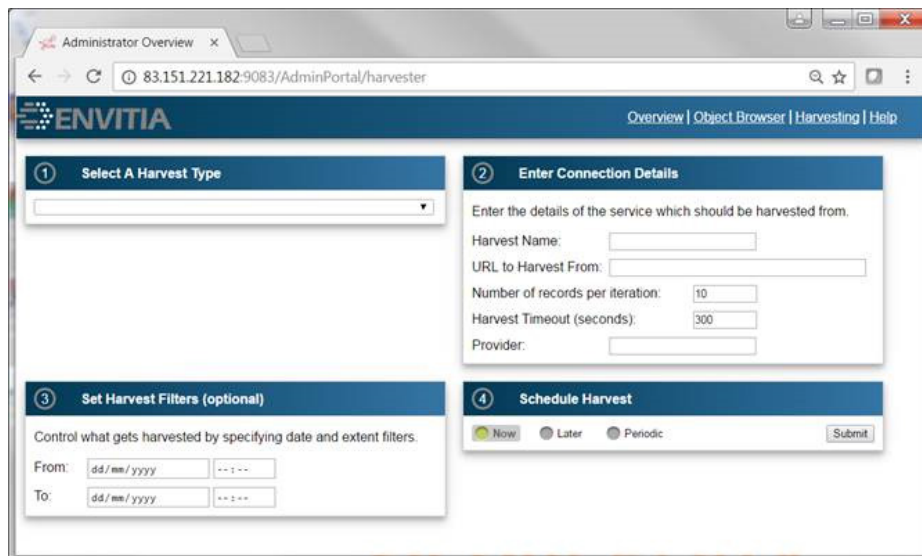 Administrator Overview
83.151.221.182:9083/AdminPortal/harvester
ENVITIA
Overview | Object Browser | Harvesting | Help
1 Select A Harvest Type
2 Enter Connection Details
Enter the details of the service which should be harvested from.
Harvest Name:
URL to Harvest From:
Number of records per iteration: 10
Harvest Timeout (seconds): 300
Provider:
3 Set Harvest Filters (optional)
Control what gets harvested by specifying date and extent filters.
From: dd/mm/yyyy --:--
To: dd/mm/yyyy --:--
4 Schedule Harvest
Now Later Periodic Submit